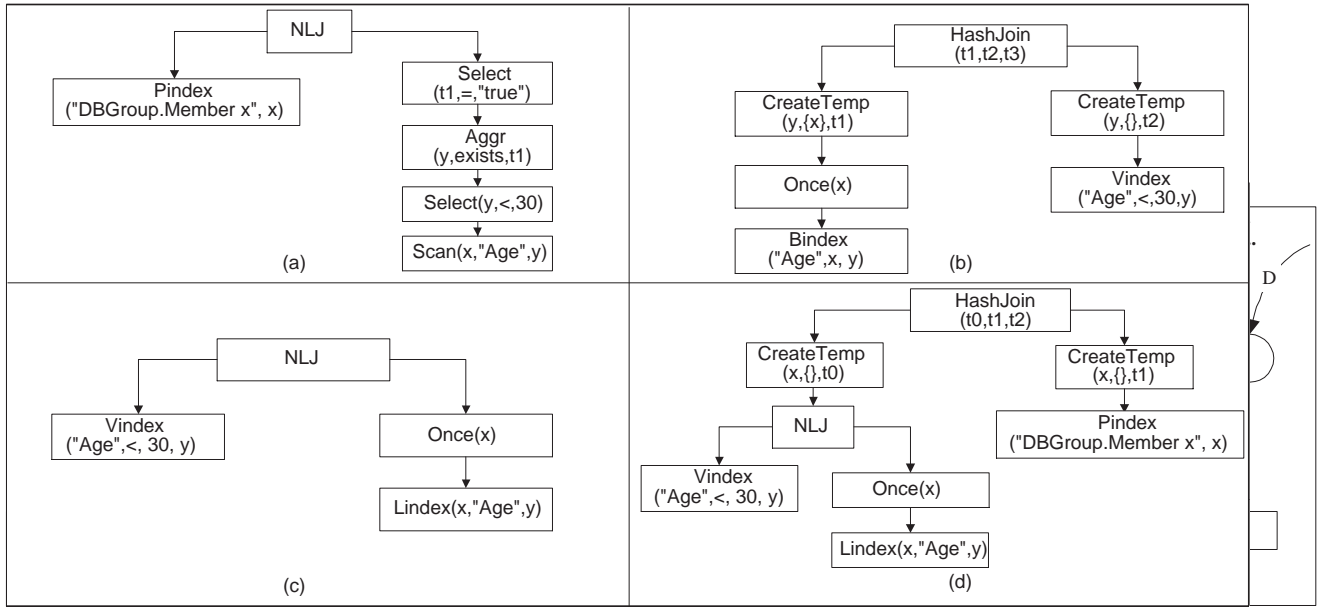 NLJ
Pindex
("DBGroup.Member x", x)
Select
(t1,=,"true")
Aggr
(y,exists,t1)
Select(y,<,30)
Scan(x,"Age",y)
(a)
HashJoin
(t1,t2,t3)
CreateTemp
(y,{x},t1)
Once(x)
Bindex
("Age",x, y)
CreateTemp
(y,{},t2)
Vindex
("Age",<,30,y)
(b)
NLJ
Vindex
("Age",<, 30, y)
Once(x)
Lindex(x,"Age",y)
(c)
HashJoin
(t0,t1,t2)
CreateTemp
(x,{},t0)
NLJ
Vindex
("Age",<, 30, y)
Once(x)
Lindex(x,"Age",y)
CreateTemp
(x,{},t1)
Pindex
("DBGroup.Member x", x)
(d)
D